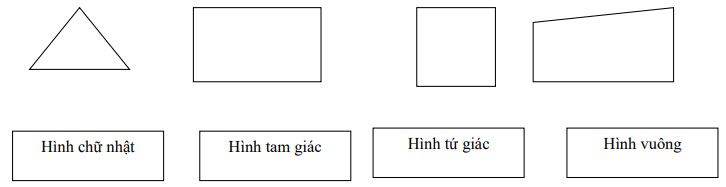 Hình chữ nhật
Hình tam giác
Hình tứ giác
Hình vuông